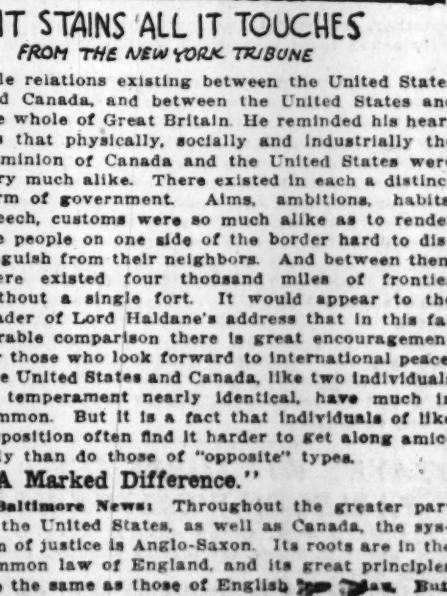 IT STAINS ALL IT TOUCHES
FROM THE NEW YORK TRIBUNE
le relations existing between the United State
d Canada, and between the United States an
e whole of Great Britain. He reminded his hear
s that physically, socially and industrially the
minion of Canada and the United States wer
ry much alike. There existed in each a distinc
rm of government. Aims, ambitions, habits
eech, customs were so much alike as to rende
e people on one side of the border hard to dis
guish from their neighbors. And between them
ere existed four thousand miles of frontie
thout a single fort. It would appear to th
ader of Lord Haldane's address that in this fa
rable comparison there is great encouragemen
r those who look forward to international peace
e United States and Canada, like two individual
temperament nearly identical, have much in
mmon. But it is a fact that individuals of like
position often find it harder to get along amic
ly than do those of "opposite" types.
A Marked Difference."
Baltimore News: Throughout the greater par
the United States, as well as Canada, the sys
n of justice is Anglo-Saxon. Its roots are in the
mmon law of England, and its great principles
the same as those of English law. But